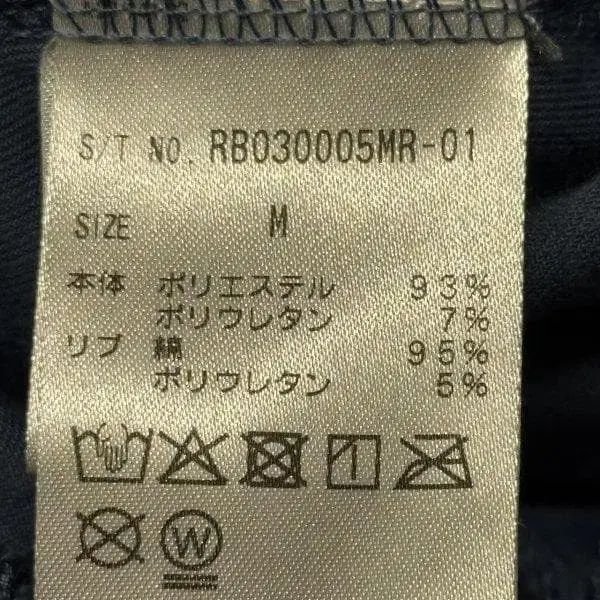 S/T NO. RB030005MR-01
SIZE M
本体 ポリエステル 93%
ポリウレタン 7%
リブ 綿 95%
ポリウレタン 5%
W